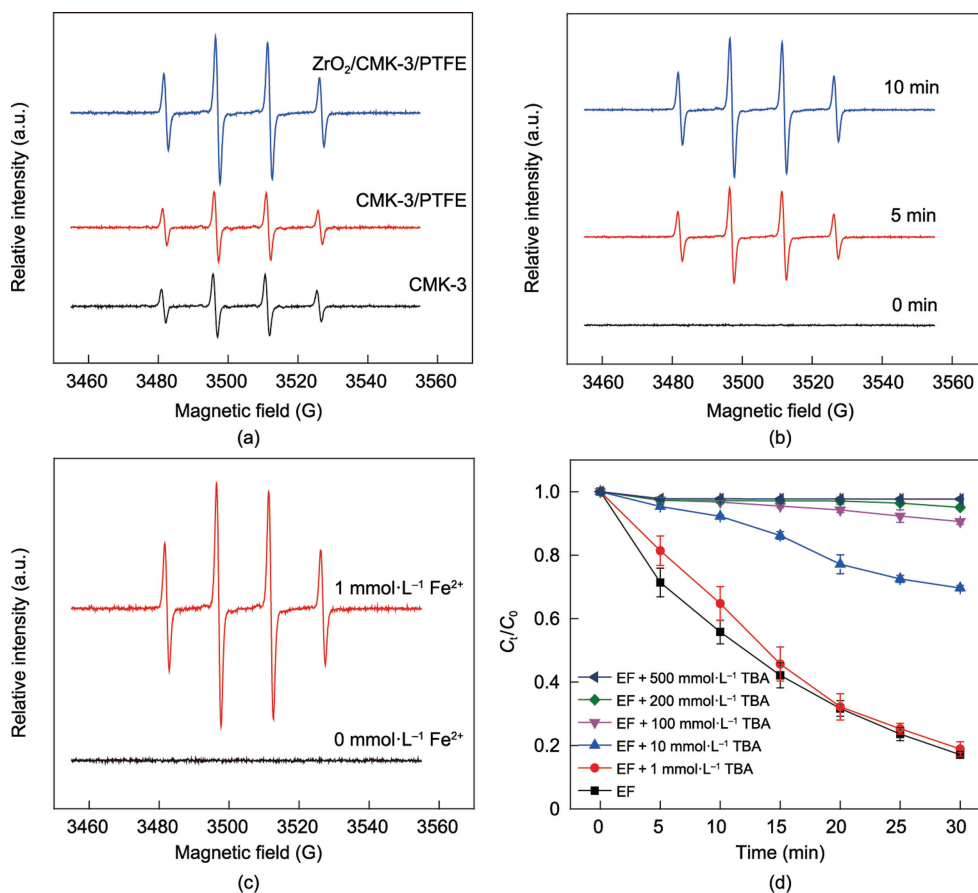 ZrO₂/CMK-3/PTFE
CMK-3/PTFE
CMK-3
Relative intensity (a.u.)
3460 3480 3500 3520 3540 3560
Magnetic field (G)
(a)
10 min
5 min
0 min
Relative intensity (a.u.)
3460 3480 3500 3520 3540 3560
Magnetic field (G)
(b)
1 mmol·L⁻¹ Fe²⁺
0 mmol·L⁻¹ Fe²⁺
Relative intensity (a.u.)
3460 3480 3500 3520 3540 3560
Magnetic field (G)
(c)
1.0
0.8
0.6
0.4
0.2
0
Cₜ/C₀
EF + 500 mmol·L⁻¹ TBA
EF + 200 mmol·L⁻¹ TBA
EF + 100 mmol·L⁻¹ TBA
EF + 10 mmol·L⁻¹ TBA
EF + 1 mmol·L⁻¹ TBA
EF
0 5 10 15 20 25 30
Time (min)
(d)